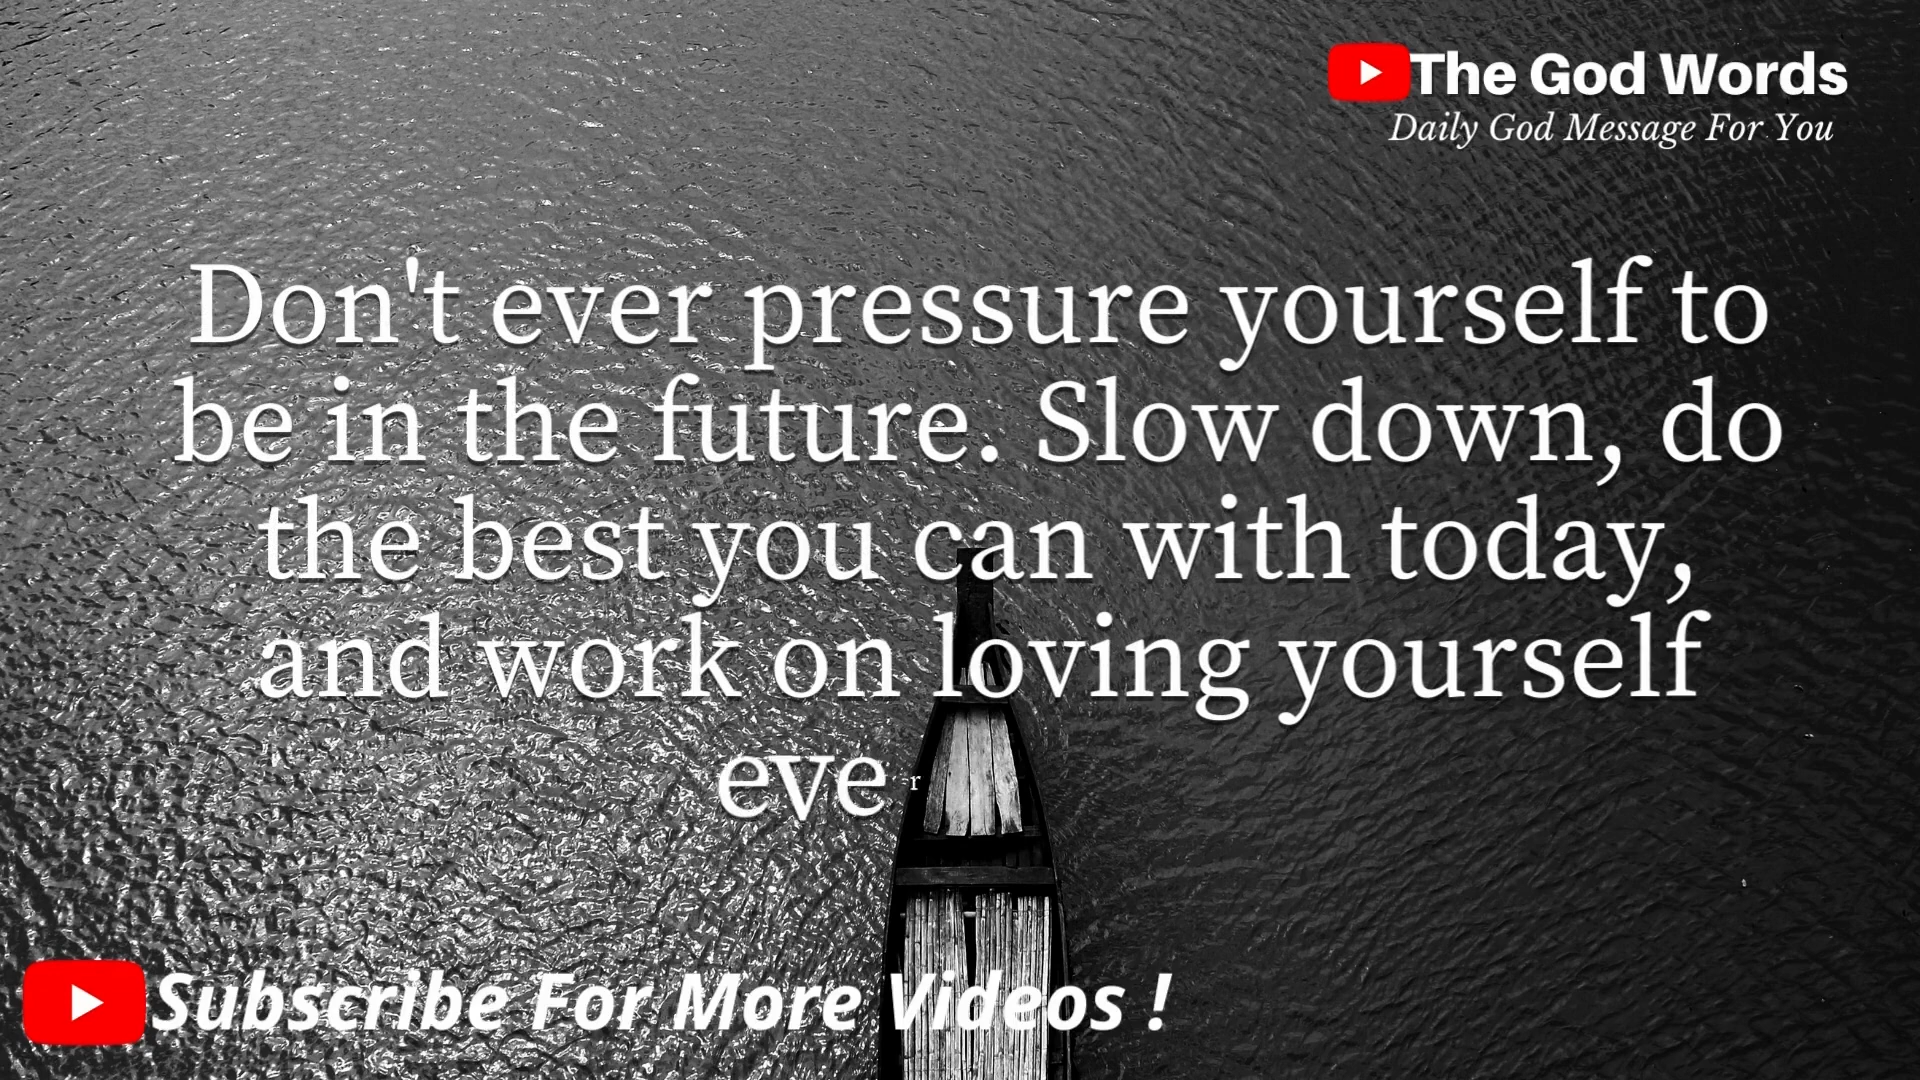 The God Words
Daily God Message For You
Don't ever pressure yourself to
be in the future. Slow down, do
the best you can with today,
and work on loving yourself
eve r
Subscribe For More Videos !